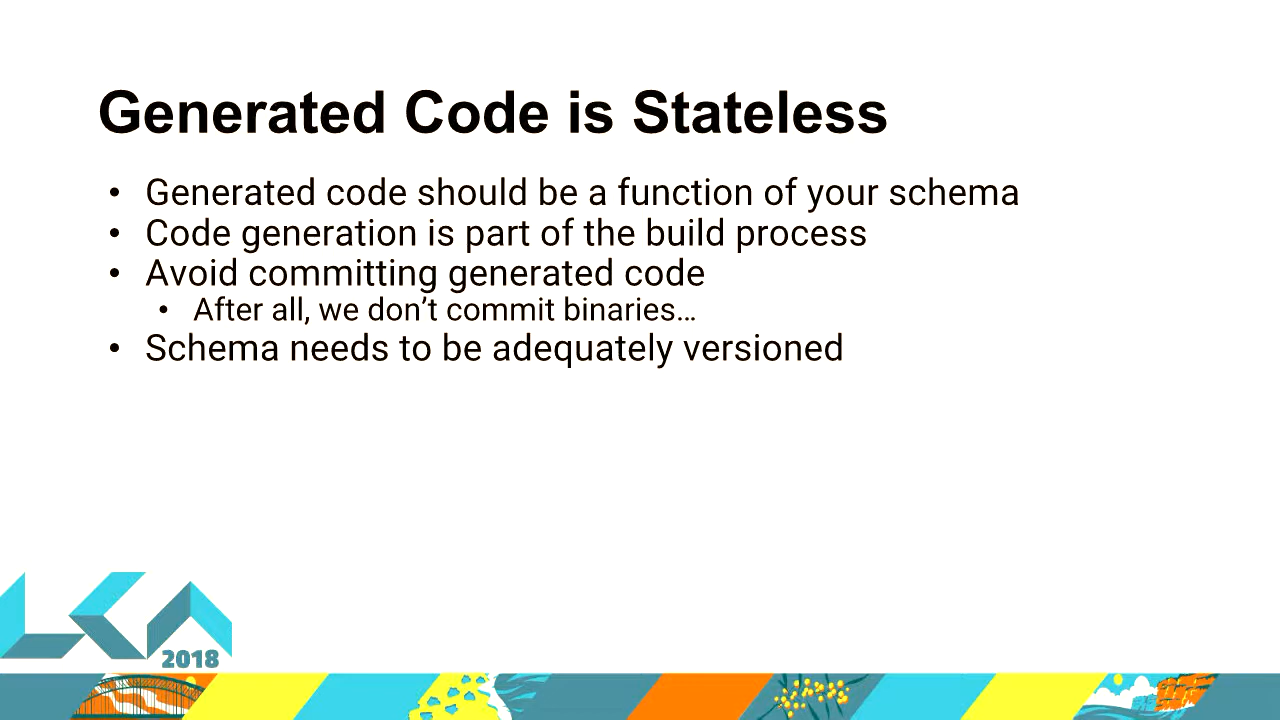 Generated Code is Stateless
• Generated code should be a function of your schema
• Code generation is part of the build process
• Avoid committing generated code
• After all, we don’t commit binaries…
• Schema needs to be adequately versioned
LCA
2018